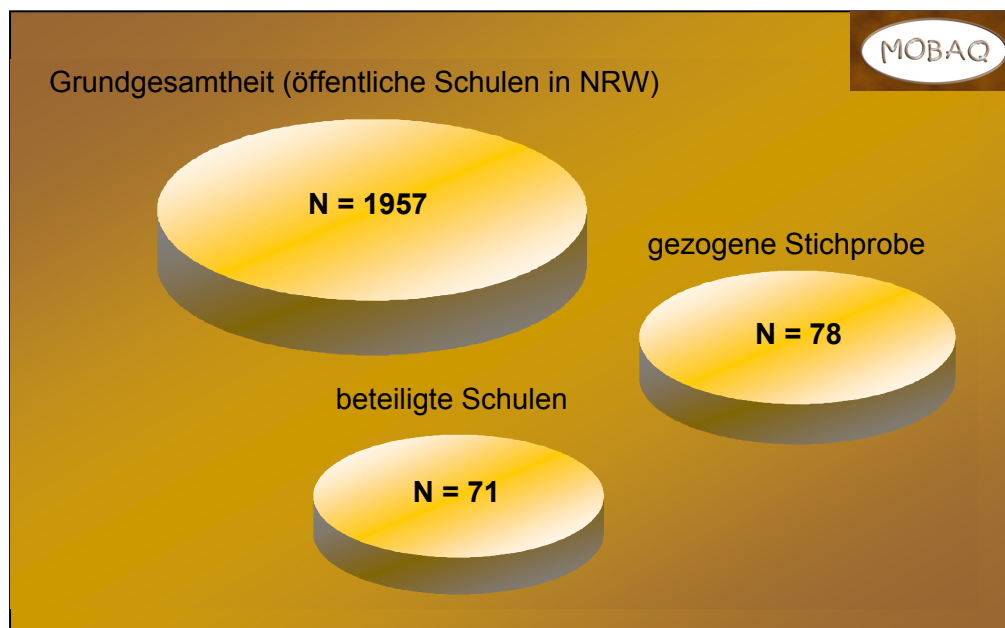 MOBAQ
Grundgesamtheit (öffentliche Schulen in NRW)
N = 1957
gezogene Stichprobe
N = 78
beteiligte Schulen
N = 71